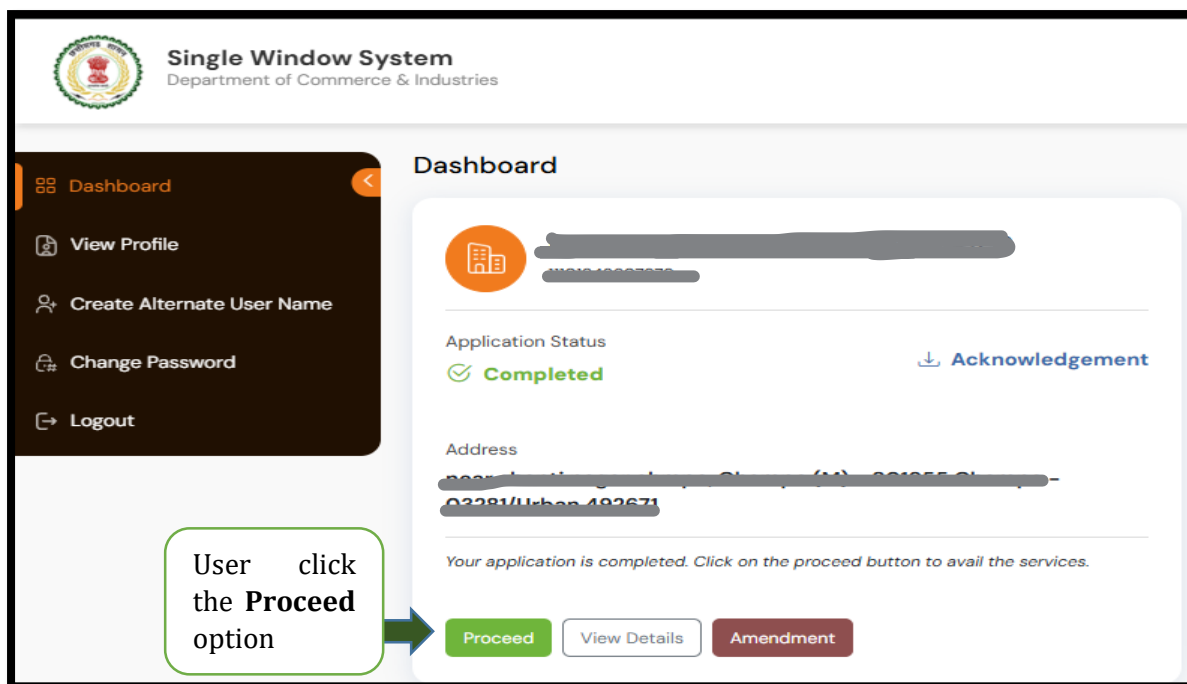 Single Window System
Department of Commerce & Industries
Dashboard
View Profile
Create Alternate User Name
Change Password
Logout
Dashboard
Application Status
Completed
Acknowledgement
Address
Your application is completed. Click on the proceed button to avail the services.
User click
the Proceed
option
Proceed
View Details
Amendment